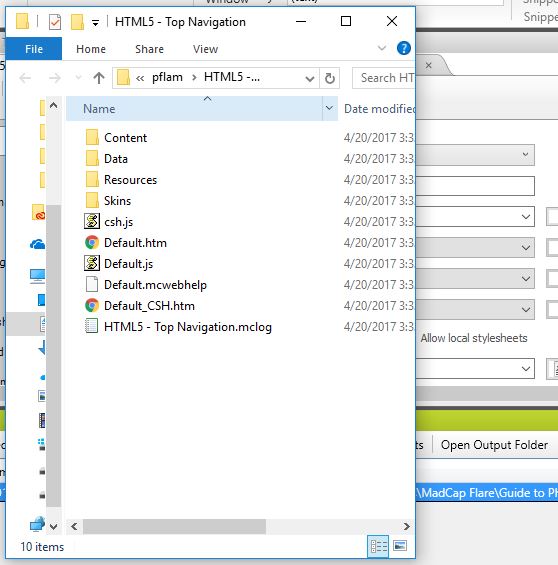 Window
(text)
Snippe
Snippe
HTML5 - Top Navigation
File
Home
Share
View
« pflam > HTML5 -...
Search HT
Name
Date modified
Content
4/20/2017 3:3
Data
4/20/2017 3:3
Resources
4/20/2017 3:3
Skins
4/20/2017 3:3
csh.js
4/20/2017 3:3
Default.htm
4/20/2017 3:3
Default.js
4/20/2017 3:3
Default.mcwebhelp
4/20/2017 3:3
Default_CSH.htm
4/20/2017 3:3
HTML5 - Top Navigation.mclog
4/20/2017 3:3
Allow local stylesheets
ts
Open Output Folder
\MadCap Flare\Guide to Ph
10 items